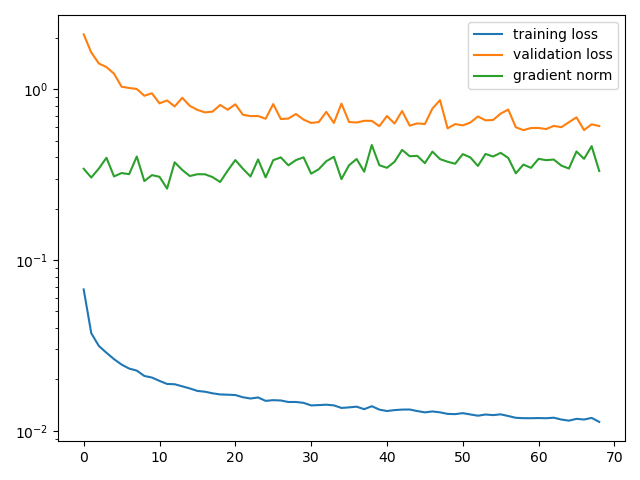 training loss
validation loss
gradient norm
10⁰
10⁻¹
10⁻²
0 10 20 30 40 50 60 70